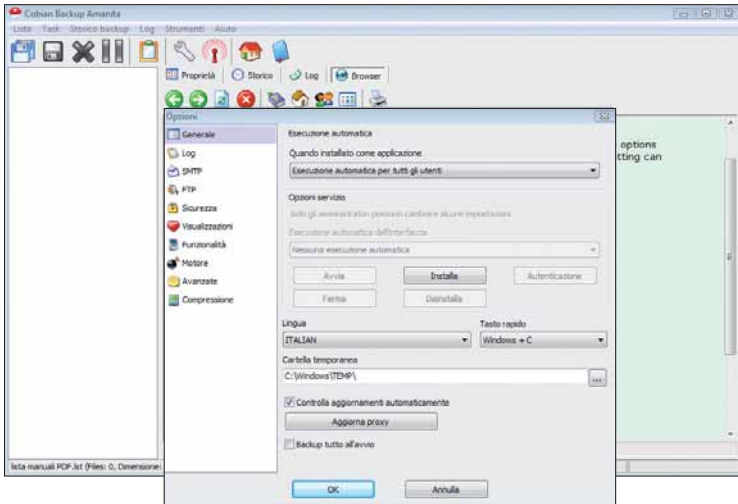 Cobian Backup Amanita
Lista Task Storico backup Log Strumenti Aiuto
Proprietà Storico Log Browser
Opzioni
Generale
Log
SMTP
FTP
Sicurezza
Visualizzazioni
Funzionalità
Motore
Avanzate
Compressione
Esecuzione automatica
Quando installato come applicazione
Esecuzione automatica per tutti gli utenti
Opzioni servizio
Solo gli amministratori possono cambiare alcune impostazioni
Esecuzione automatica dell'interfaccia
Nessuna esecuzione automatica
Avvia Installa Autenticazione
Ferma Disinstalla
Lingua Tasto rapido
ITALIAN Windows + C
Cartella temporanea
C:\Windows\TEMP\
...
Controlla aggiornamenti automaticamente
Aggiorna proxy
Backup tutto all'avvio
OK Annulla
options
tting can
lista manuali PDF.lst (Files: 0, Dimensione: